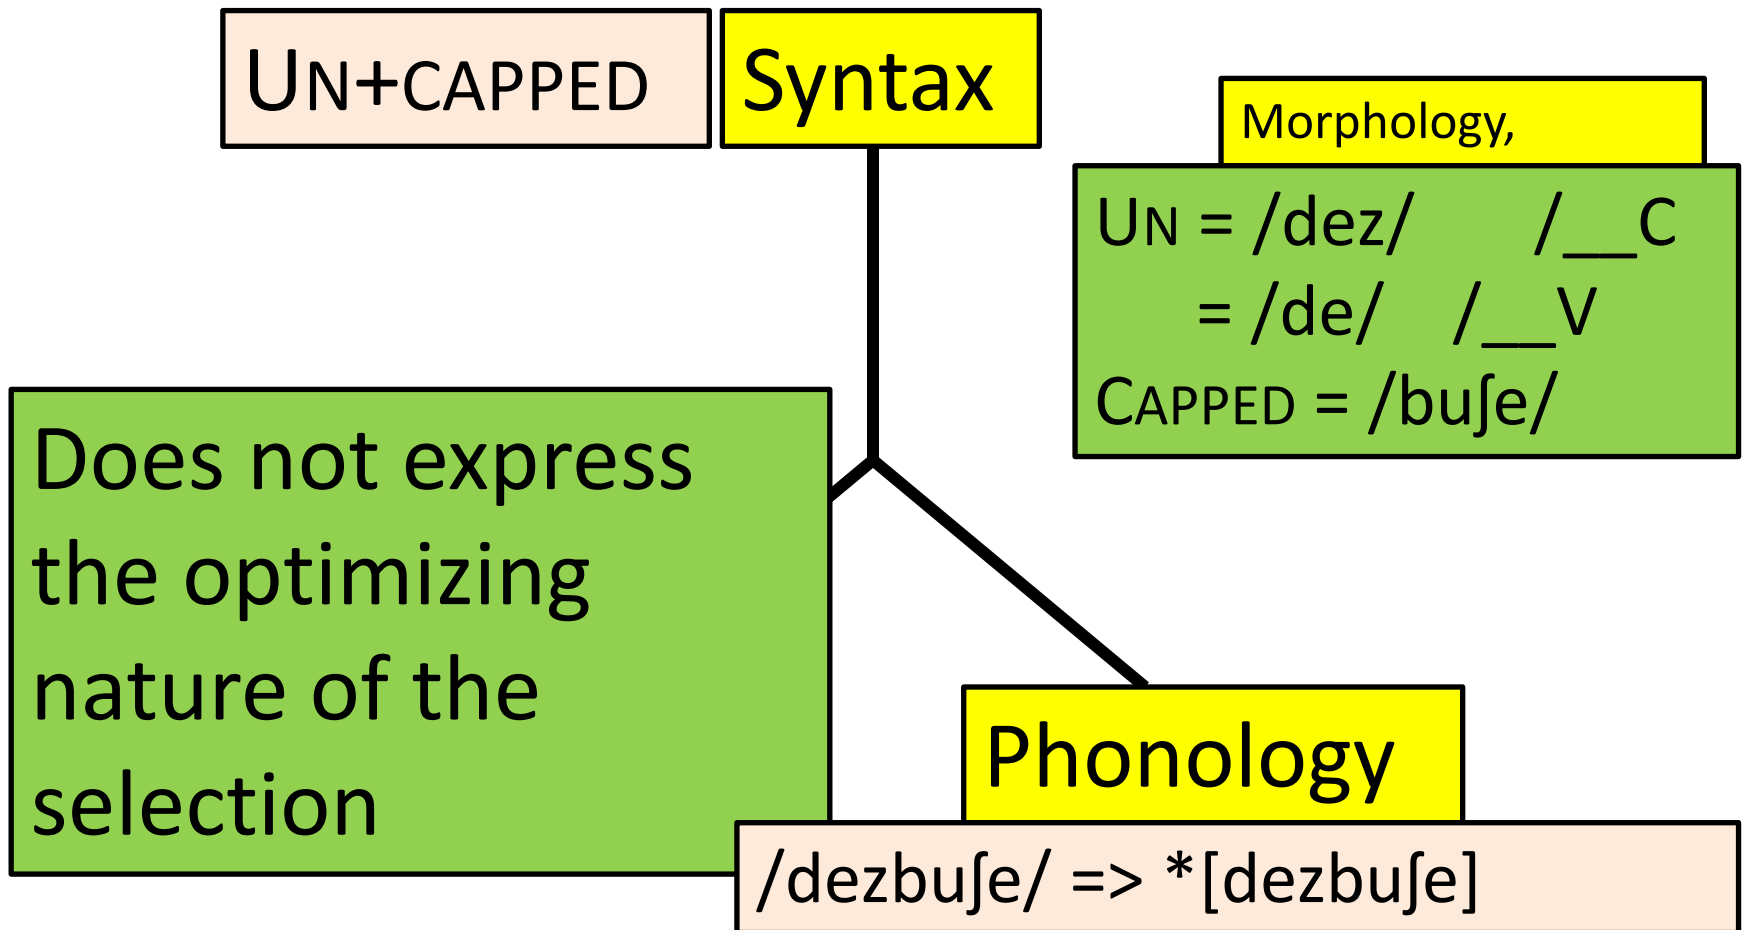 UN+CAPPED
Syntax
Morphology,
UN = /dez/ /__C
= /de/ /__V
CAPPED = /buʃe/
Does not express
the optimizing
nature of the
selection
Phonology
/dezbuʃe/ => *[dezbuʃe]